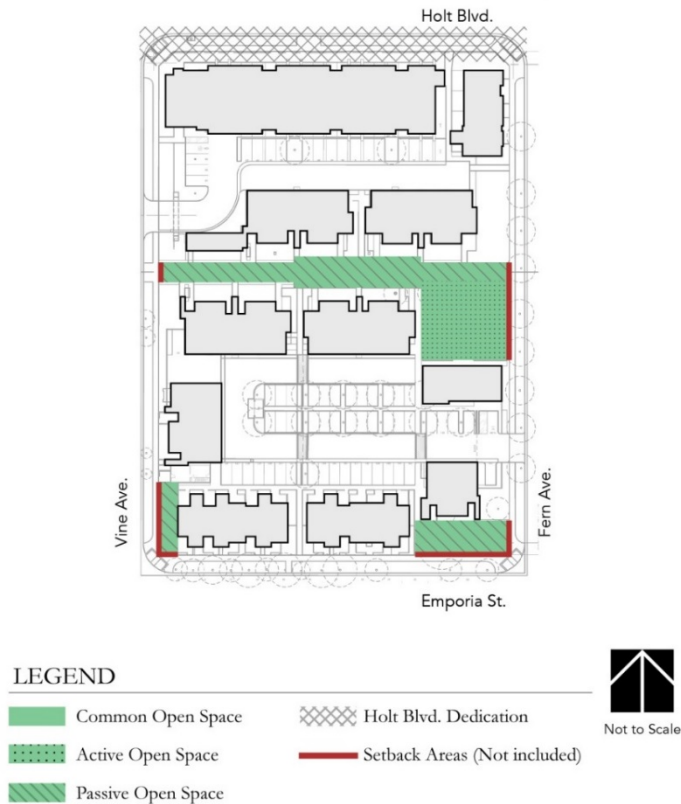 Holt Blvd.
Vine Ave.
Fern Ave.
Emporia St.
LEGEND
Common Open Space
Holt Blvd. Dedication
Active Open Space
Setback Areas (Not included)
Passive Open Space
Not to Scale